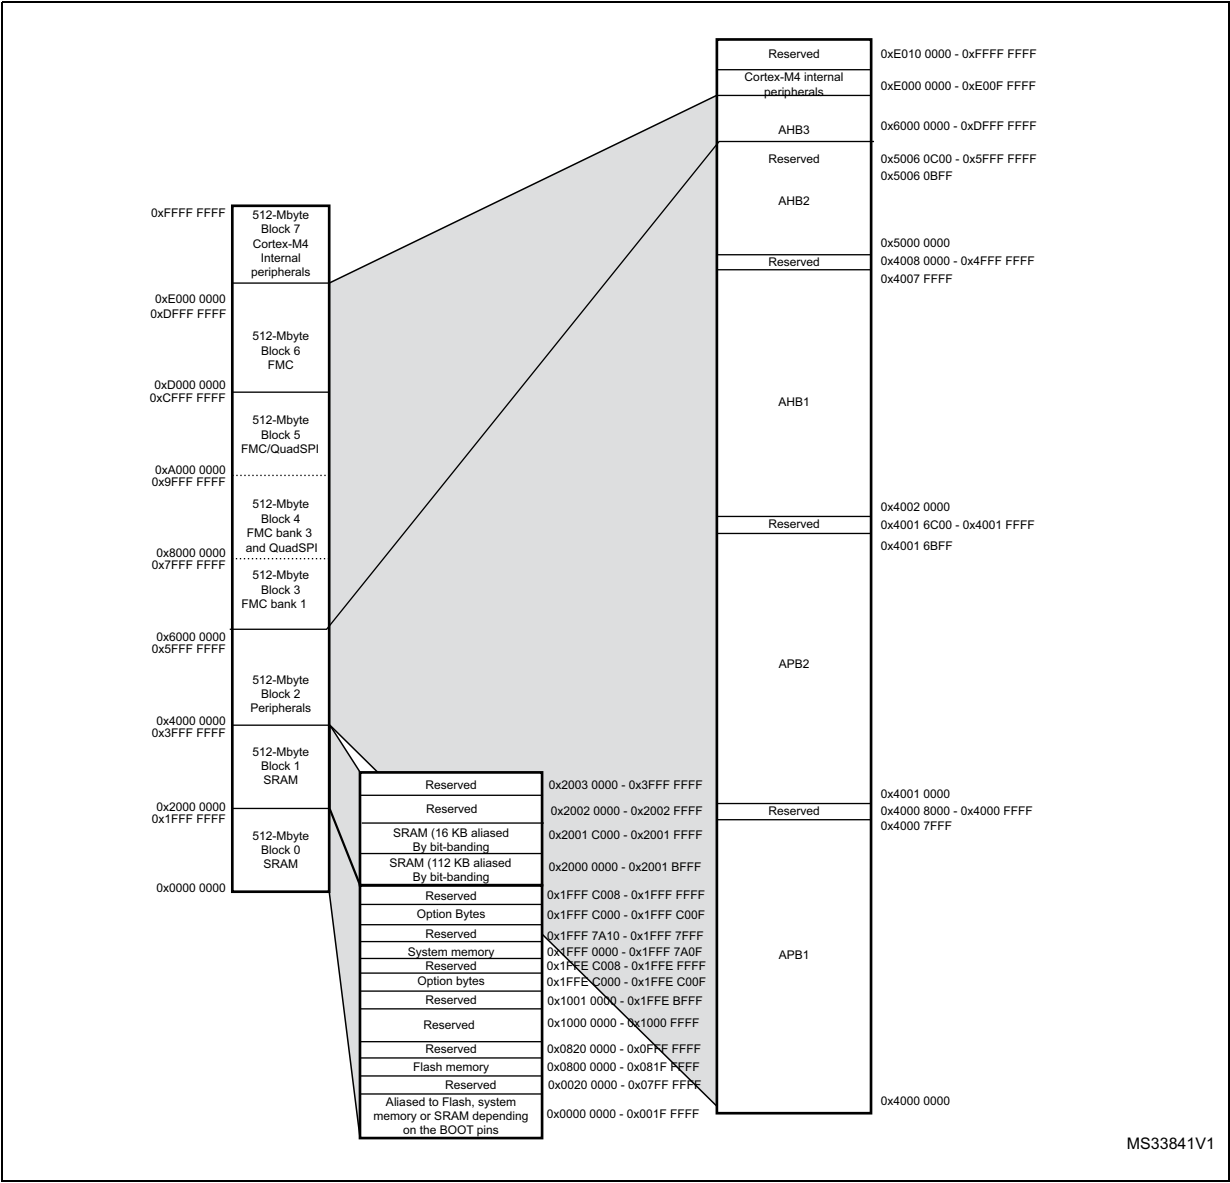 0xFFFF FFFF
512-Mbyte
Block 7
Cortex-M4
Internal
peripherals
0xE000 0000
0xDFFF FFFF
512-Mbyte
Block 6
FMC
0xD000 0000
0xCFFF FFFF
512-Mbyte
Block 5
FMC/QuadSPI
0xA000 0000
0x9FFF FFFF
512-Mbyte
Block 4
FMC bank 3
and QuadSPI
0x8000 0000
0x7FFF FFFF
512-Mbyte
Block 3
FMC bank 1
0x6000 0000
0x5FFF FFFF
512-Mbyte
Block 2
Peripherals
0x4000 0000
0x3FFF FFFF
512-Mbyte
Block 1
SRAM
0x2000 0000
0x1FFF FFFF
512-Mbyte
Block 0
SRAM
0x0000 0000
Reserved 0x2003 0000 - 0x3FFF FFFF
Reserved 0x2002 0000 - 0x2002 FFFF
SRAM (16 KB aliased
By bit-banding
0x2001 C000 - 0x2001 FFFF
SRAM (112 KB aliased
By bit-banding
0x2000 0000 - 0x2001 BFFF
Reserved 0x1FFF C008 - 0x1FFF FFFF
Option Bytes 0x1FFF C000 - 0x1FFF C00F
Reserved 0x1FFF 7A10 - 0x1FFF 7FFF
System memory 0x1FFF 0000 - 0x1FFF 7A0F
Reserved 0x1FFE C008 - 0x1FFE FFFF
Option bytes 0x1FFE C000 - 0x1FFE C00F
Reserved 0x1001 0000 - 0x1FFE BFFF
Reserved 0x1000 0000 - 0x1000 FFFF
Reserved 0x0820 0000 - 0x0FFF FFFF
Flash memory 0x0800 0000 - 0x081F FFFF
Reserved 0x0020 0000 - 0x07FF FFFF
Aliased to Flash, system
memory or SRAM depending
on the BOOT pins
0x0000 0000 - 0x001F FFFF
Reserved 0xE010 0000 - 0xFFFF FFFF
Cortex-M4 internal
peripherals
0xE000 0000 - 0xE00F FFFF
AHB3 0x6000 0000 - 0xDFFF FFFF
Reserved 0x5006 0C00 - 0x5FFF FFFF
0x5006 0BFF
AHB2
0x5000 0000
Reserved 0x4008 0000 - 0x4FFF FFFF
0x4007 FFFF
AHB1
0x4002 0000
Reserved 0x4001 6C00 - 0x4001 FFFF
0x4001 6BFF
APB2
0x4001 0000
Reserved 0x4000 8000 - 0x4000 FFFF
0x4000 7FFF
APB1
0x4000 0000
MS33841V1